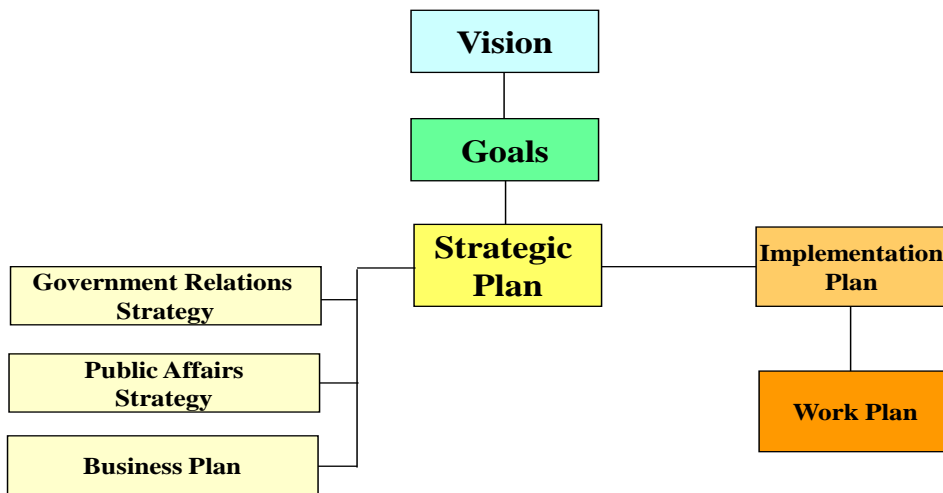 Vision
Goals
Strategic
Plan
Government Relations
Strategy
Public Affairs
Strategy
Business Plan
Implementation
Plan
Work Plan